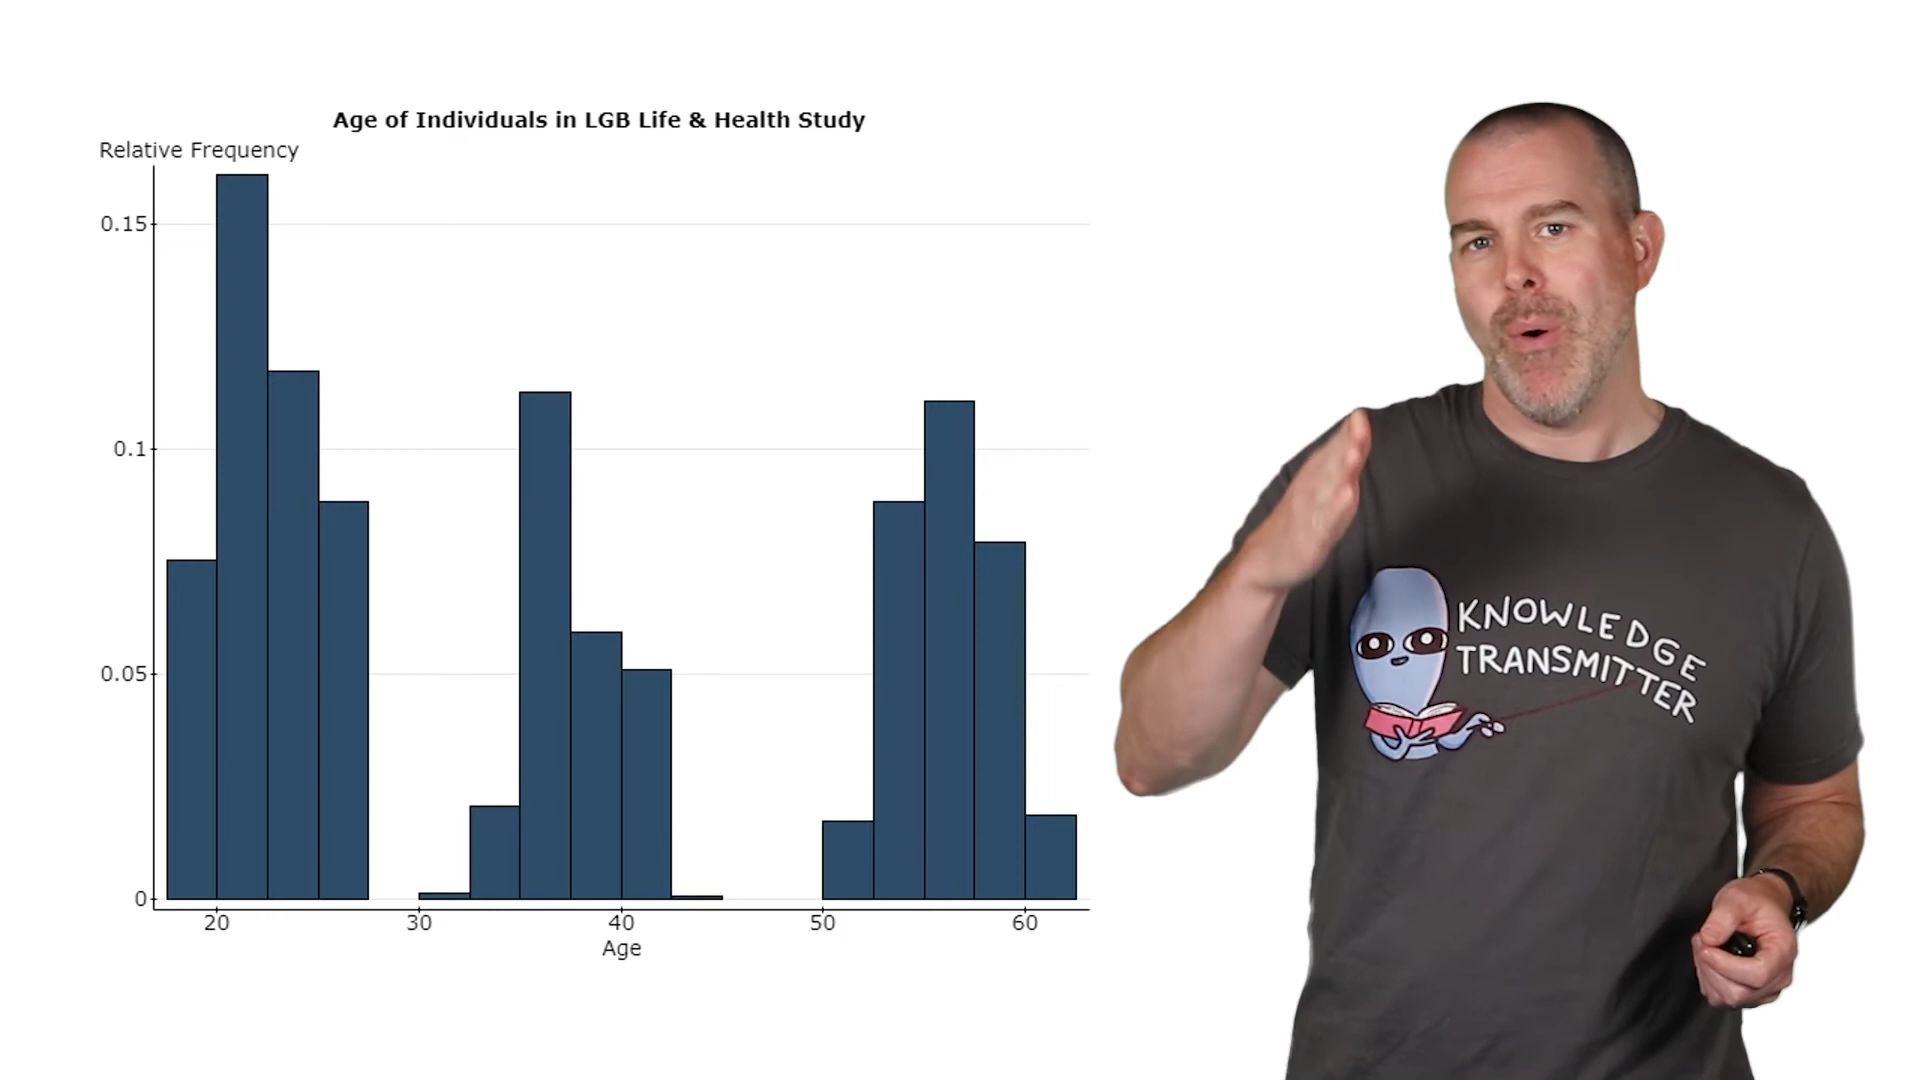 Age of Individuals in LGB Life & Health Study
Relative Frequency
0.15
0.1
0.05
0
20 30 40 50 60
Age
KNOWLEDGE
TRANSMITTER